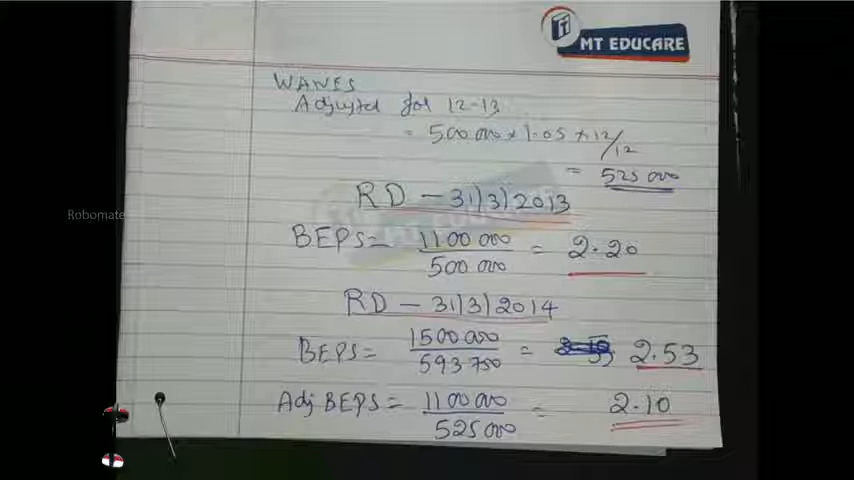 MT EDUCARE
WANES
Adjusted for 12-13
= 500 000 × 1.05 × 12/12
= 525 000
RD - 31/3/2013
Robomate
BEPS = 1100 000 / 500 000 = 2.20
RD - 31/3/2014
BEPS = 1500 000 / 593 750 = 2.53
Adj BEPS = 1100 000 / 525 000 = 2.10